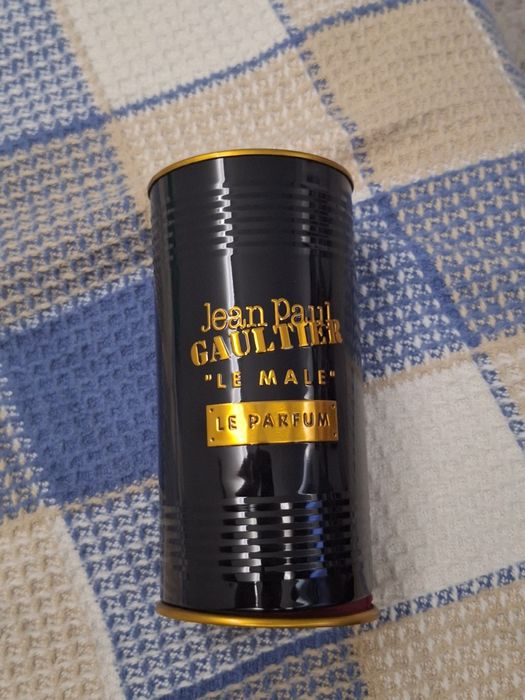 Jean Paul
GAULTIER
"LE MALE"
LE PARFUM